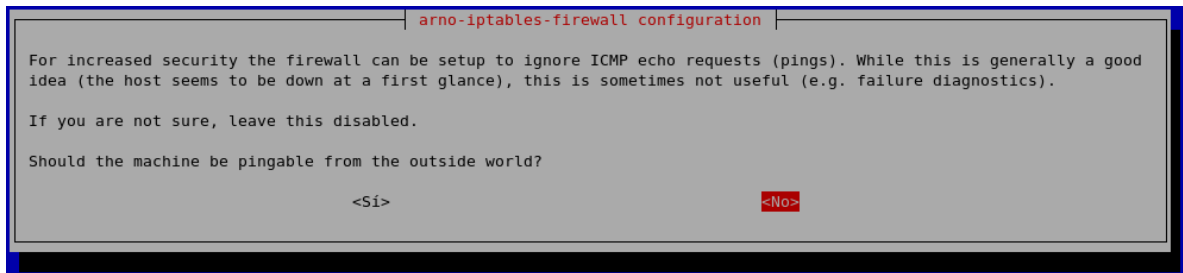 arno-iptables-firewall configuration
For increased security the firewall can be setup to ignore ICMP echo requests (pings). While this is generally a good
idea (the host seems to be down at a first glance), this is sometimes not useful (e.g. failure diagnostics).
If you are not sure, leave this disabled.
Should the machine be pingable from the outside world?
<Sí> <No>